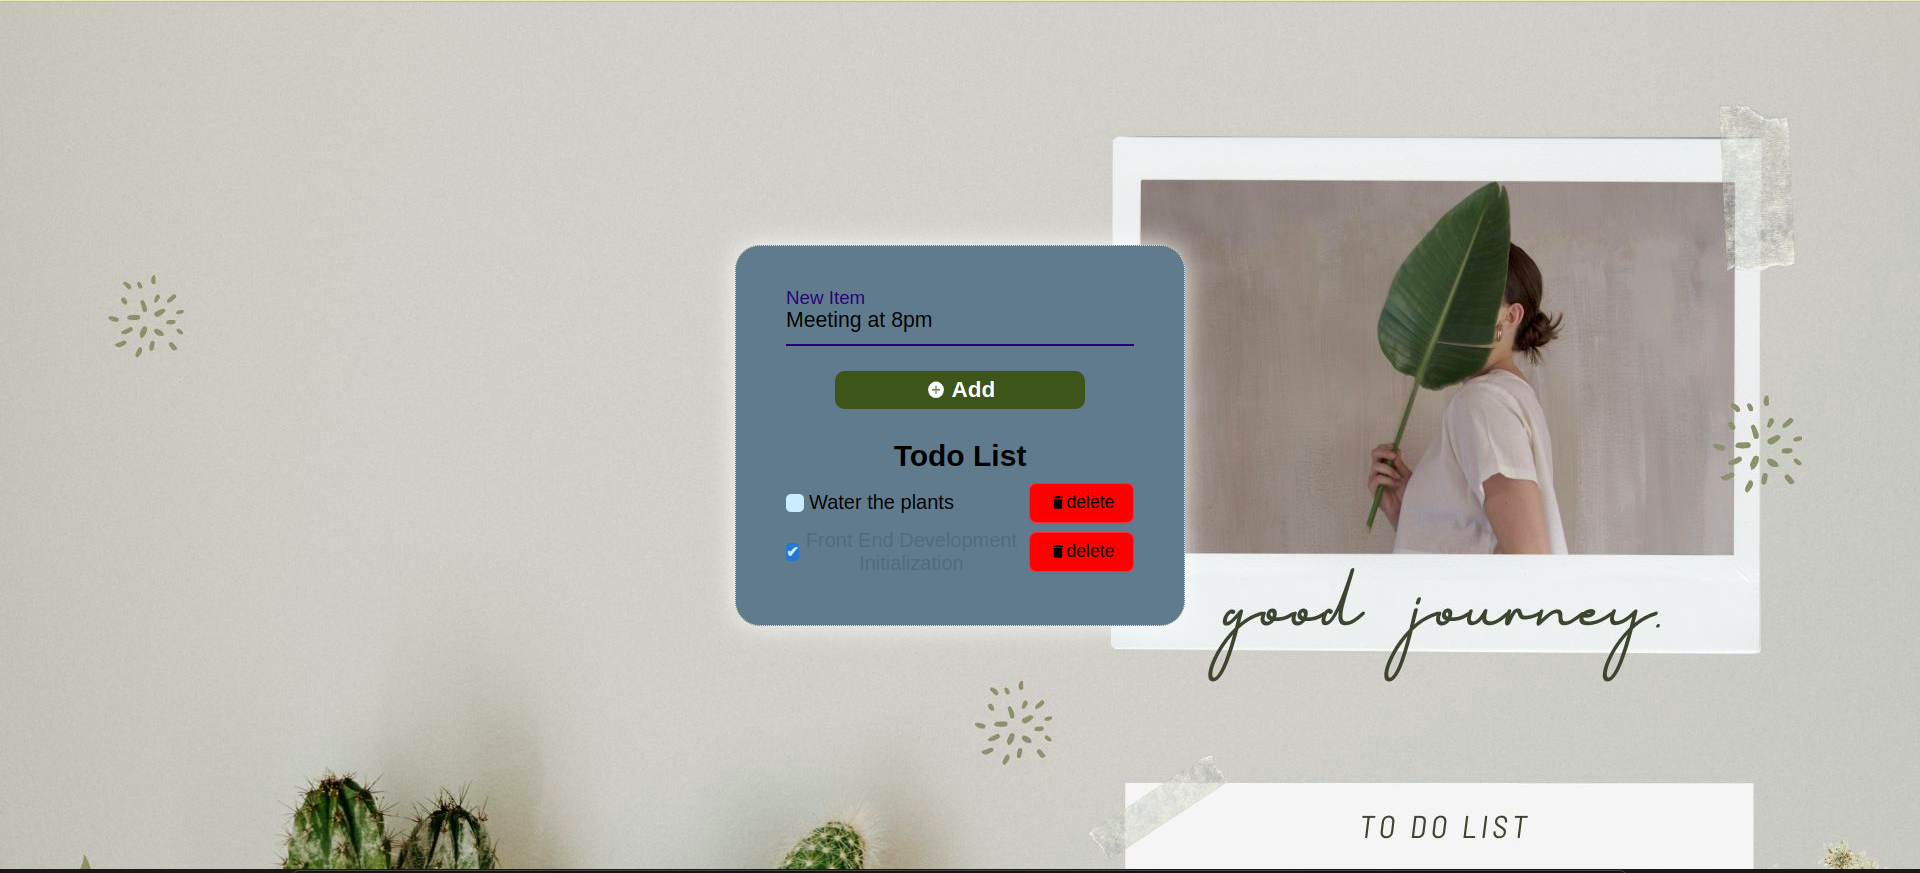 New Item
Meeting at 8pm
Add
Todo List
Water the plants
delete
Front End Development
Initialization
delete
good journey.
TO DO LIST